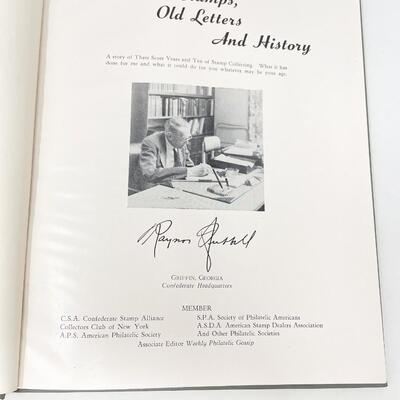 Stamps,
Old Letters
And History
A story of Three Score Years and Ten of Stamp Collecting. What it has
done for me and what it could do for you whatever may be your age.
Raynor Hubbell
GRIFFIN, GEORGIA
Confederate Headquarters
MEMBER
C.S.A. Confederate Stamp Alliance
Collectors Club of New York
A.P.S. American Philatelic Society
S.P.A. Society of Philatelic Americans
A.S.D.A. American Stamp Dealers Association
And Other Philatelic Societies
Associate Editor Weekly Philatelic Gossip